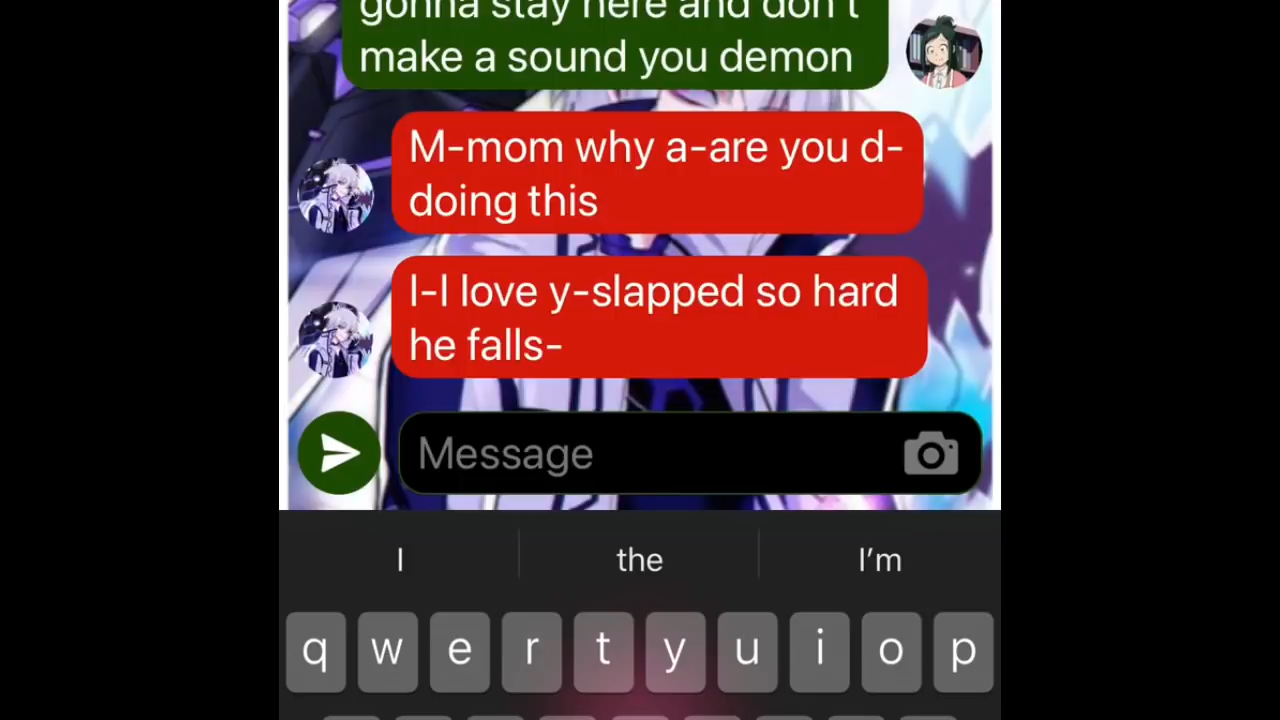 gonna stay here and don't
make a sound you demon
M-mom why a-are you d-
doing this
I-I love y-slapped so hard
he falls-
Message
I the I'm
q w e r t y u i o p